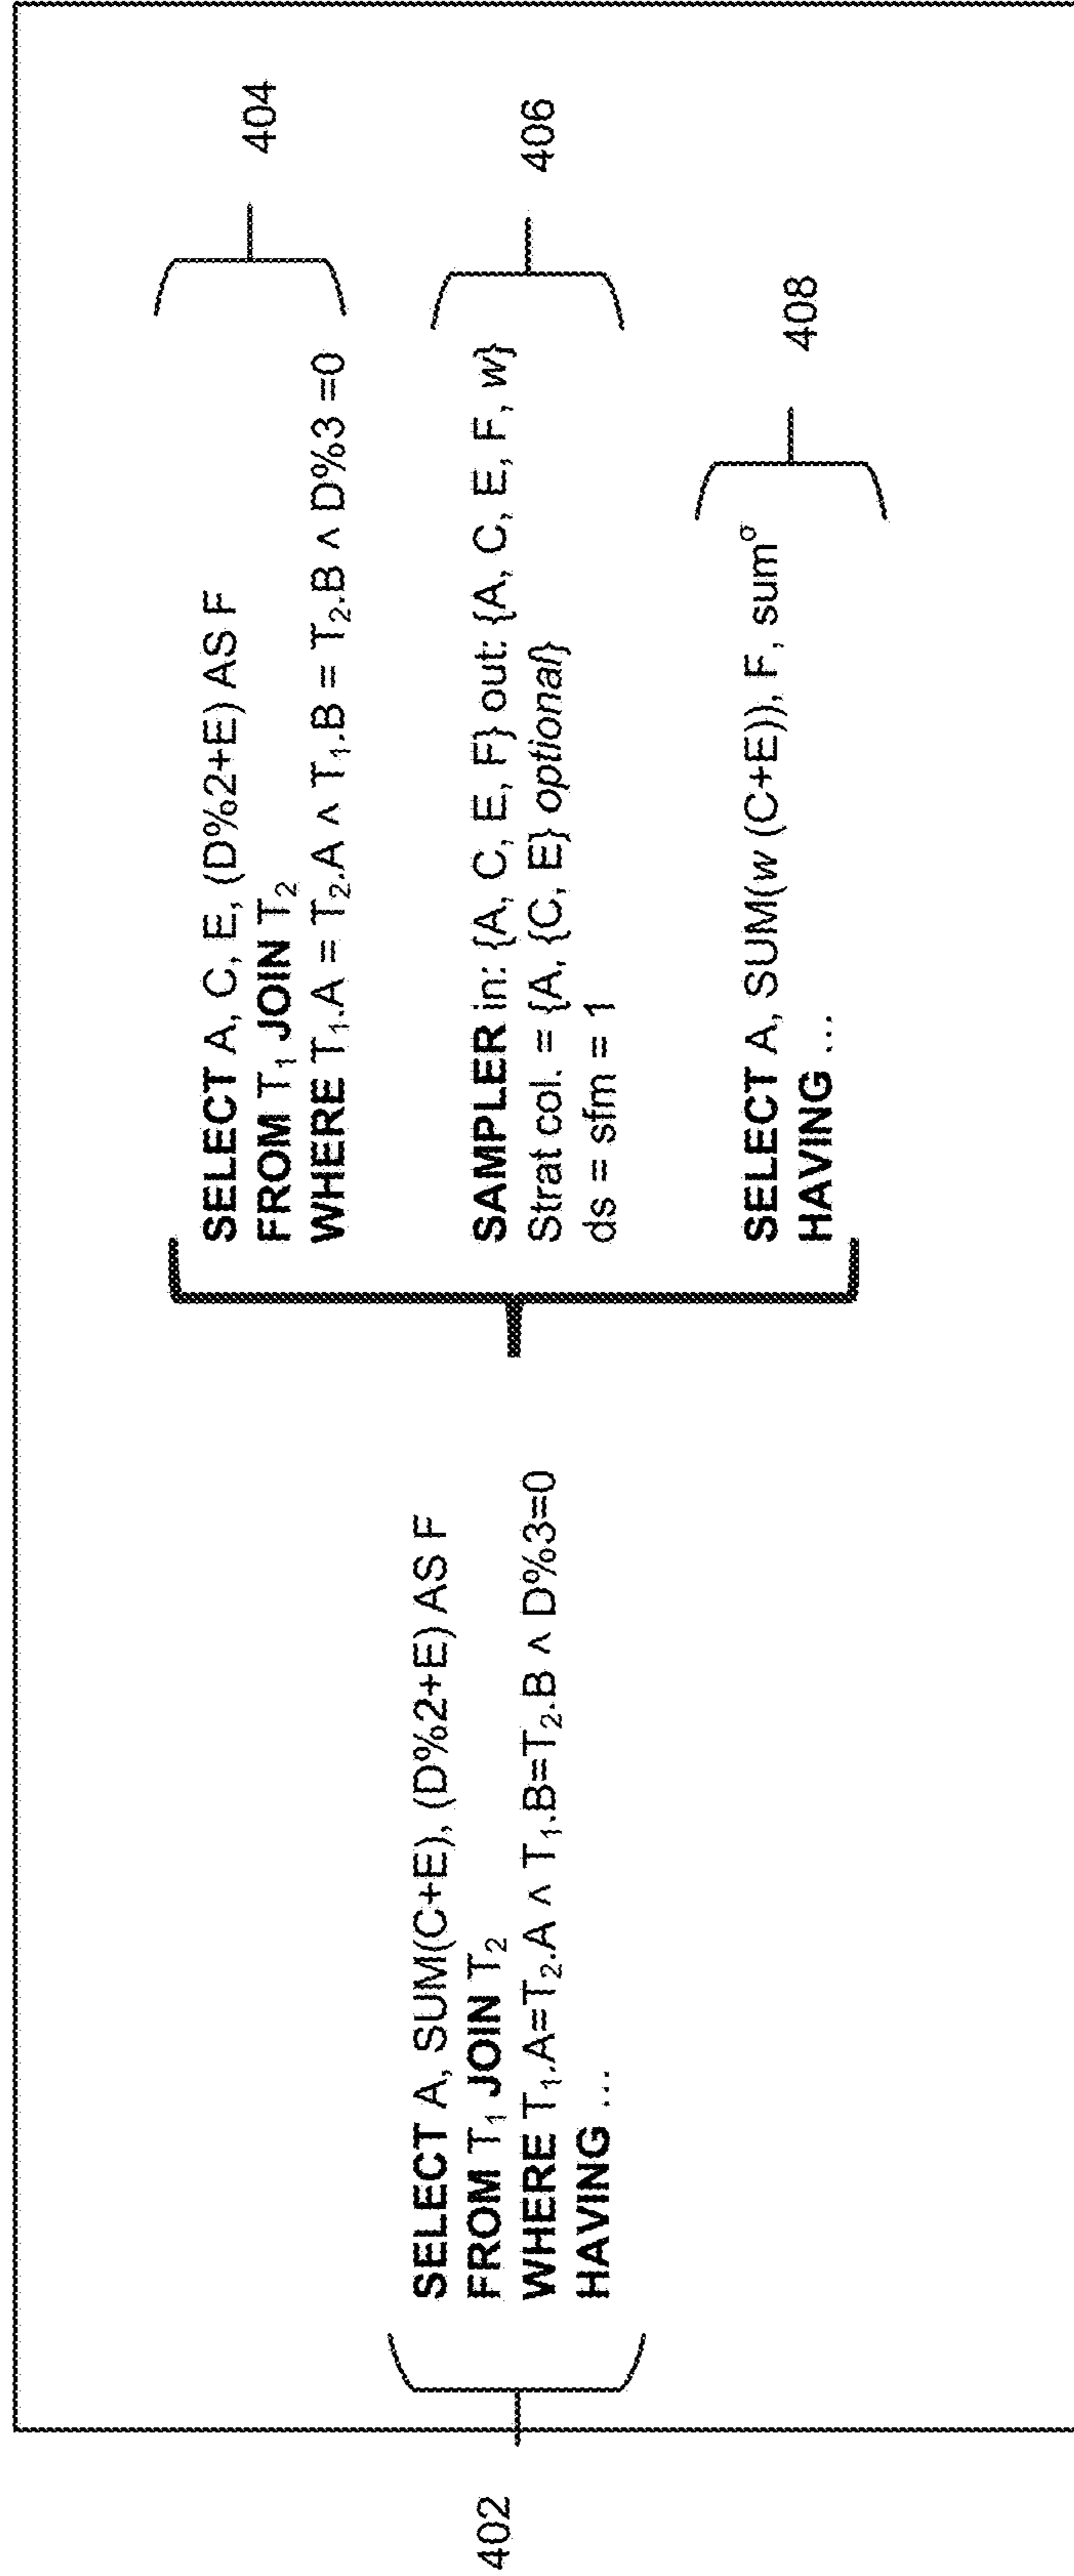 402
SELECT A, SUM(C+E), (D%2+E) AS F
FROM T₁ JOIN T₂
WHERE T₁.A=T₂.A ∧ T₁.B=T₂.B ∧ D%3=0
HAVING ...
SELECT A, C, E, (D%2+E) AS F
FROM T₁ JOIN T₂
WHERE T₁.A = T₂.A ∧ T₁.B = T₂.B ∧ D%3 =0
404
SAMPLER in: {A, C, E, F} out: {A, C, E, F, w}
Strat col. = {A, {C, E} optional}
ds = sfm = 1
406
SELECT A, SUM(w (C+E)), F, sum^σ
HAVING ...
408